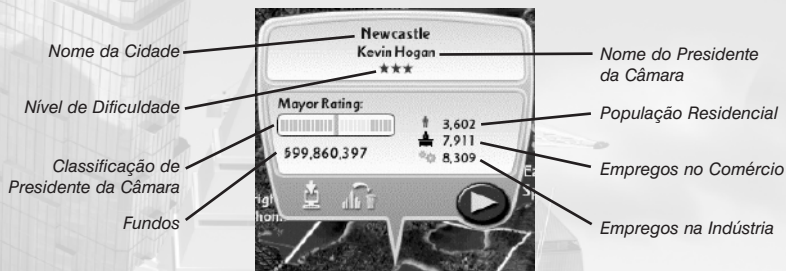 Newcastle
Kevin Hogan
★★★
Mayor Rating:
3,602
7,911
8,309
$99,860,397
Nome da Cidade
Nível de Dificuldade
Classificação de
Presidente da Câmara
Fundos
Nome do Presidente
da Câmara
População Residencial
Empregos no Comércio
Empregos na Indústria